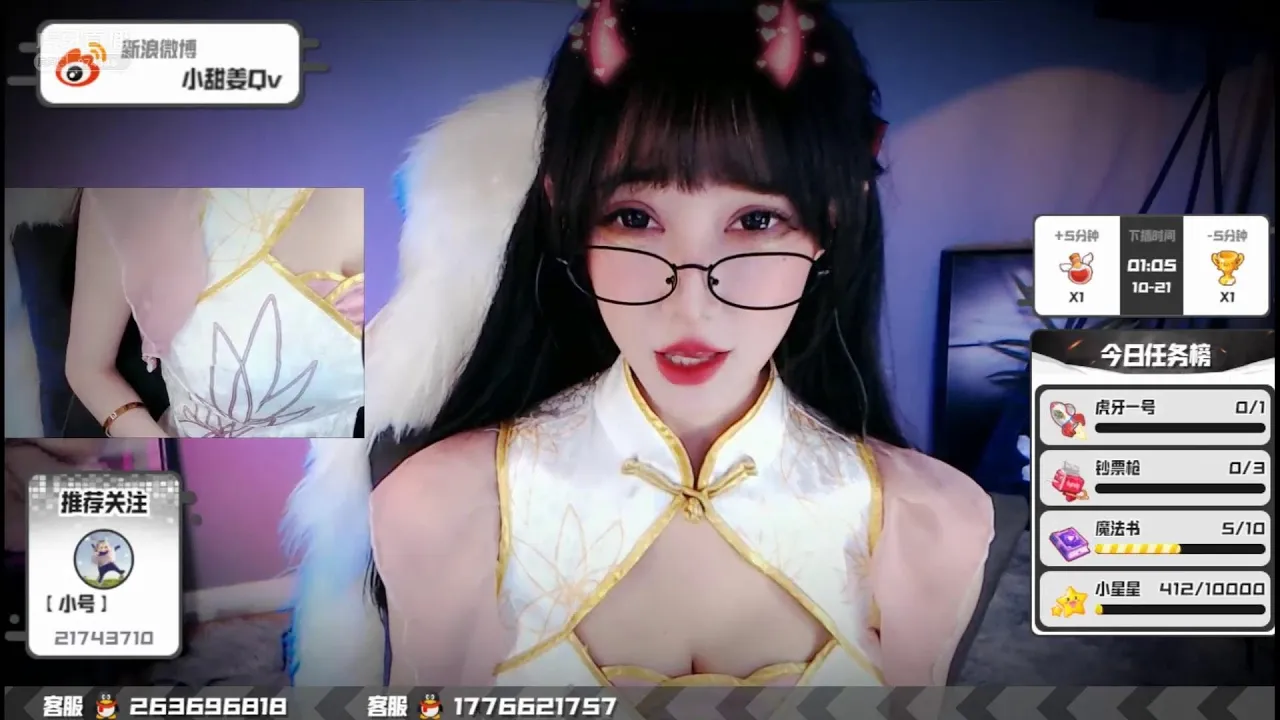 新浪微博
小甜姜Qv
+5分钟
X1
下播时间
01:05
10-21
-5分钟
X1
今日任务榜
虎牙一号 0/1
钞票枪 0/3
魔法书 5/10
小星星 412/10000
推荐关注
【小号】
21743710
客服 263696818 客服 1776621757